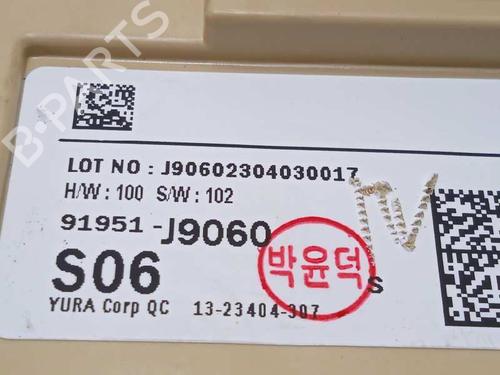 B-PARTS
LOT NO : J90602304030017
H/W : 100 S/W : 102
91951-J9060
S06
박윤덕
S
YURA Corp QC 13-23404-307